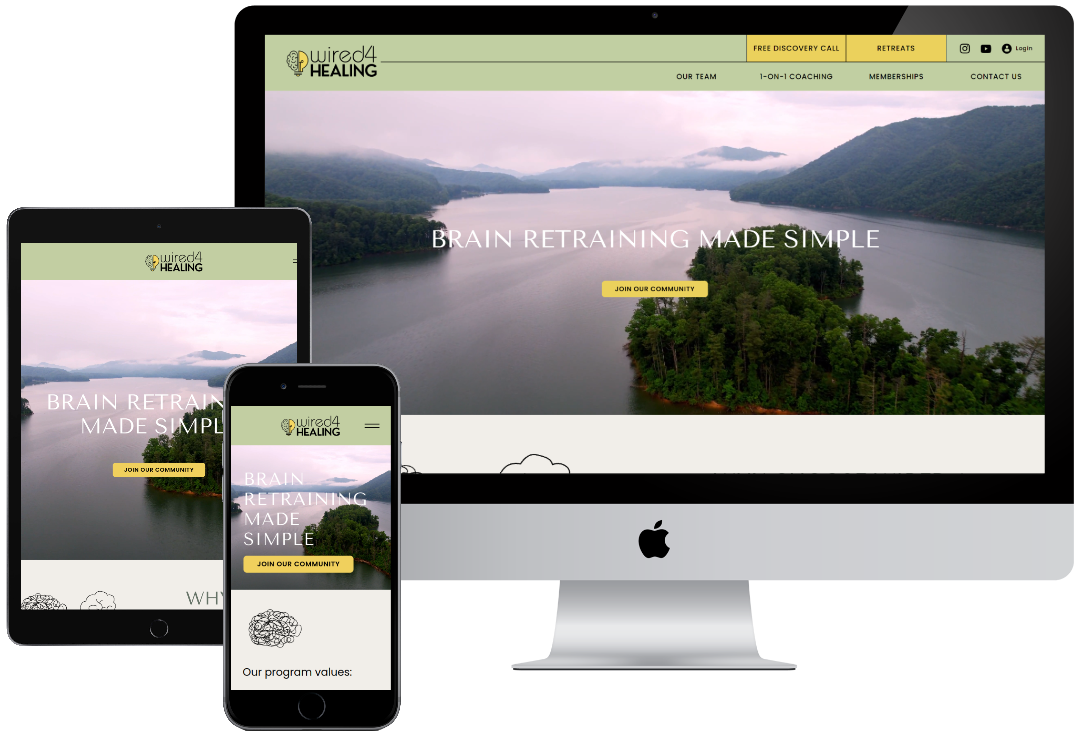 wired4
HEALING
FREE DISCOVERY CALL
RETREATS
Login
OUR TEAM
1-ON-1 COACHING
MEMBERSHIPS
CONTACT US
BRAIN RETRAINING MADE SIMPLE
JOIN OUR COMMUNITY
wired4
HEALING
BRAIN RETRAIN
MADE SIMPL
JOIN OUR COMMUNITY
WHY
wired4
HEALING
BRAIN
RETRAINING
MADE
SIMPLE
JOIN OUR COMMUNITY
Our program values: